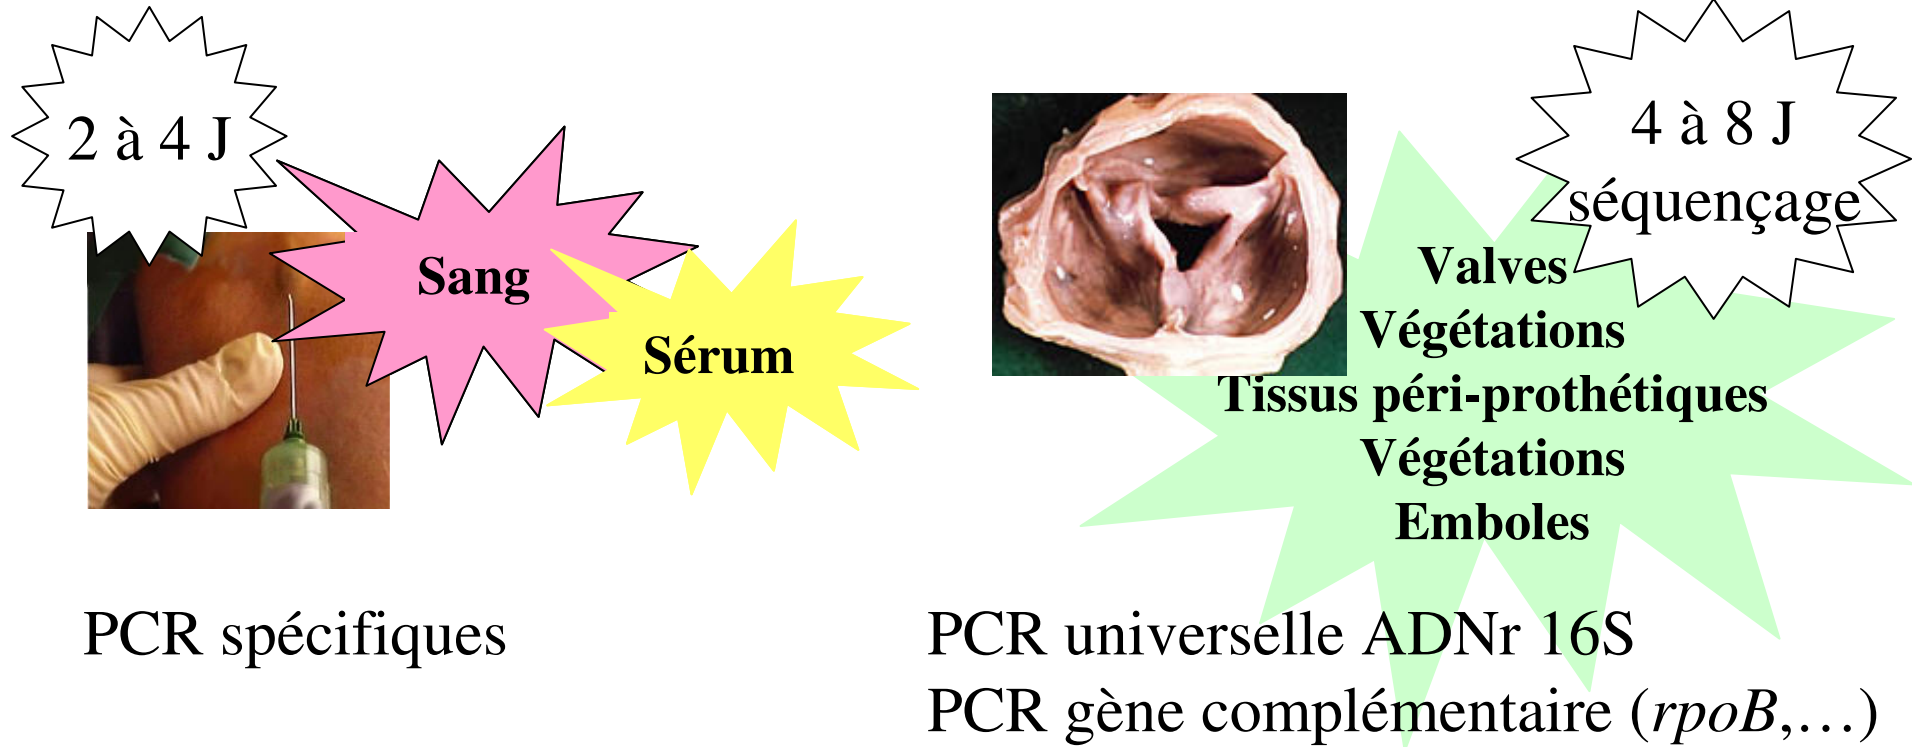 2 à 4 J
Sang
Sérum
PCR spécifiques
4 à 8 J
séquençage
Valves
Végétations
Tissus péri-prothétiques
Végétations
Emboles
PCR universelle ADNr 16S
PCR gène complémentaire (rpoB,…)